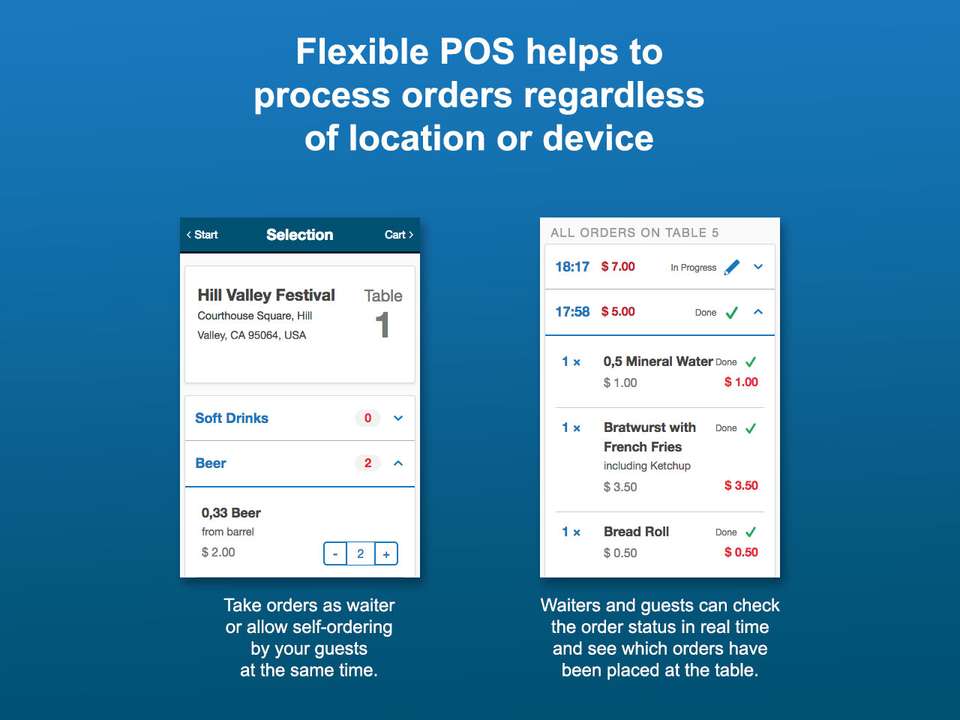 Flexible POS helps to
process orders regardless
of location or device
< Start Selection Cart >
Hill Valley Festival
Courthouse Square, Hill
Valley, CA 95064, USA
Table
1
Soft Drinks 0
Beer 2
0,33 Beer
from barrel
$ 2.00
- 2 +
Take orders as waiter
or allow self-ordering
by your guests
at the same time.
ALL ORDERS ON TABLE 5
18:17 $ 7.00 In Progress
17:58 $ 5.00 Done
1 × 0,5 Mineral Water Done
$ 1.00 $ 1.00
1 × Bratwurst with Done
French Fries
including Ketchup
$ 3.50 $ 3.50
1 × Bread Roll Done
$ 0.50 $ 0.50
Waiters and guests can check
the order status in real time
and see which orders have
been placed at the table.